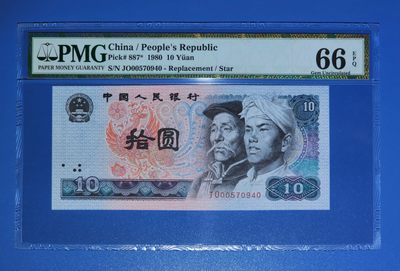 PMG
PAPER MONEY GUARANTY
China / People's Republic
Pick# 887* 1980 10 Yüan
S/N JO00570940 - Replacement / Star
66 EPQ
Gem Uncirculated
中国人民银行
10
拾圆
10
JO00570940
10